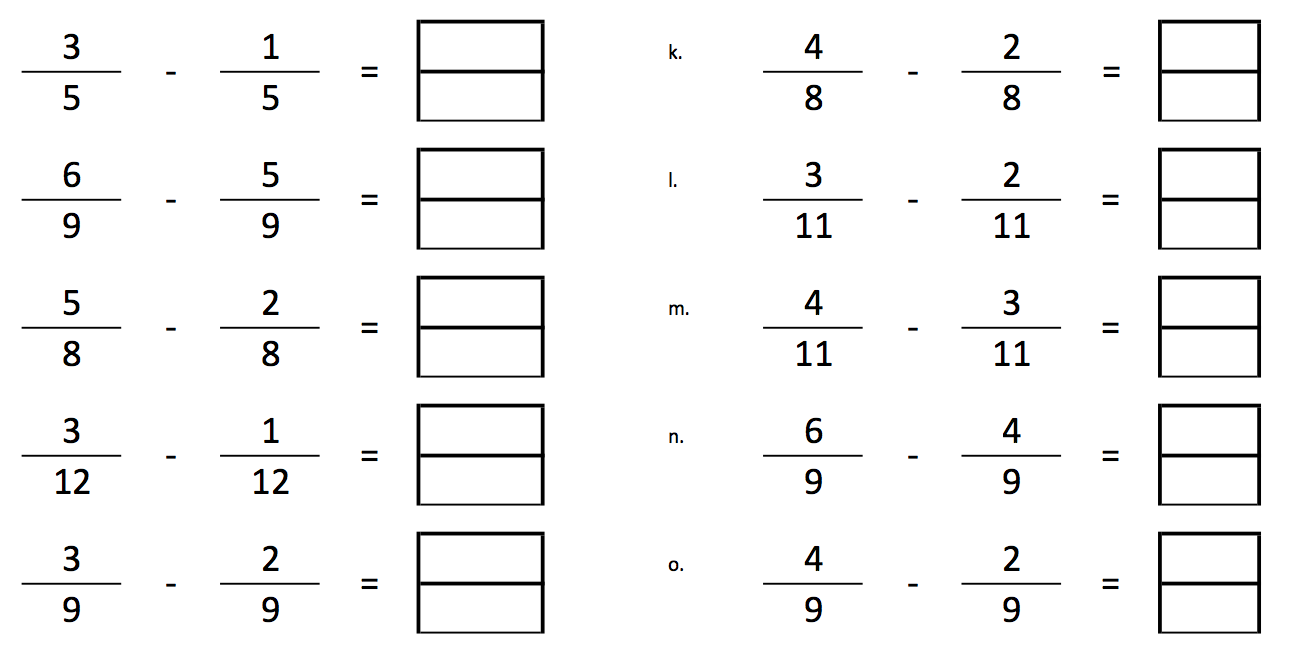 3/5 - 1/5 =
k. 4/8 - 2/8 =
6/9 - 5/9 =
l. 3/11 - 2/11 =
5/8 - 2/8 =
m. 4/11 - 3/11 =
3/12 - 1/12 =
n. 6/9 - 4/9 =
3/9 - 2/9 =
o. 4/9 - 2/9 =